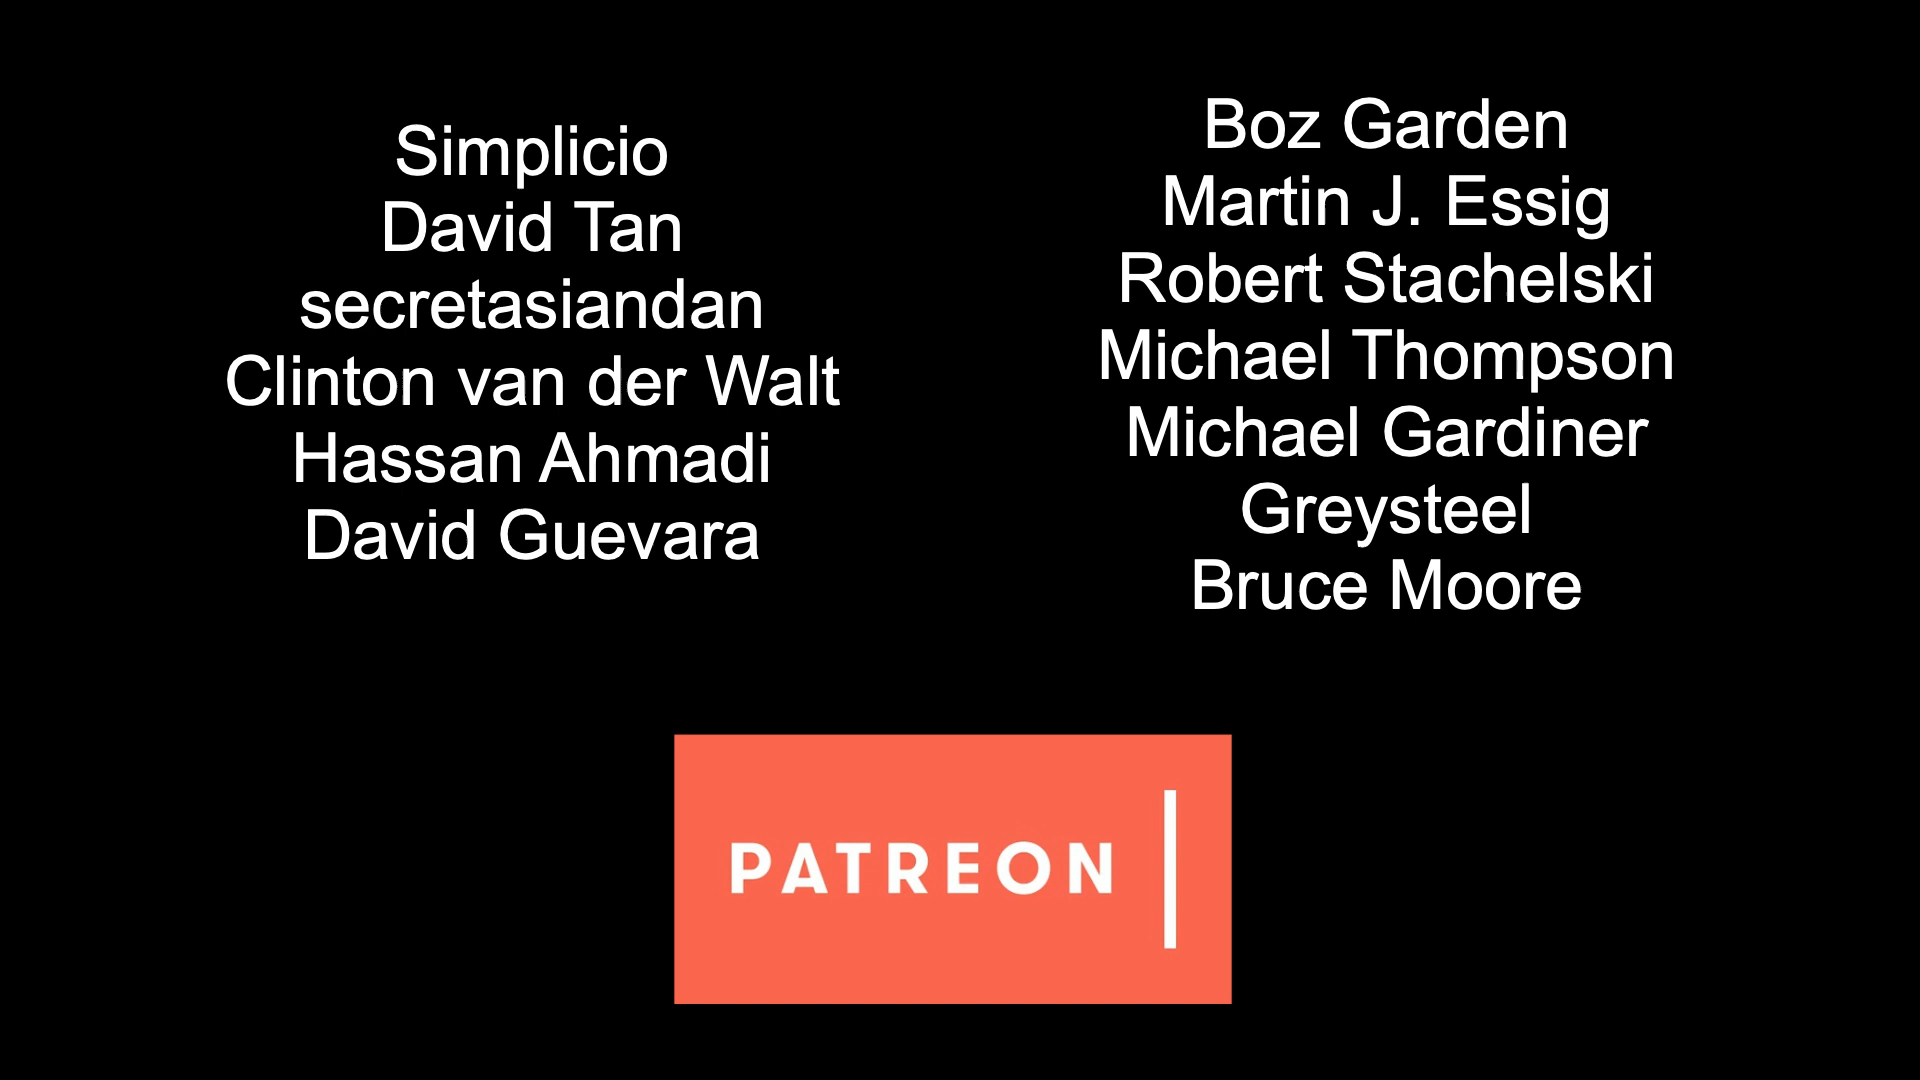 Simplicio
David Tan
secretasiandan
Clinton van der Walt
Hassan Ahmadi
David Guevara
Boz Garden
Martin J. Essig
Robert Stachelski
Michael Thompson
Michael Gardiner
Greysteel
Bruce Moore
PATREON